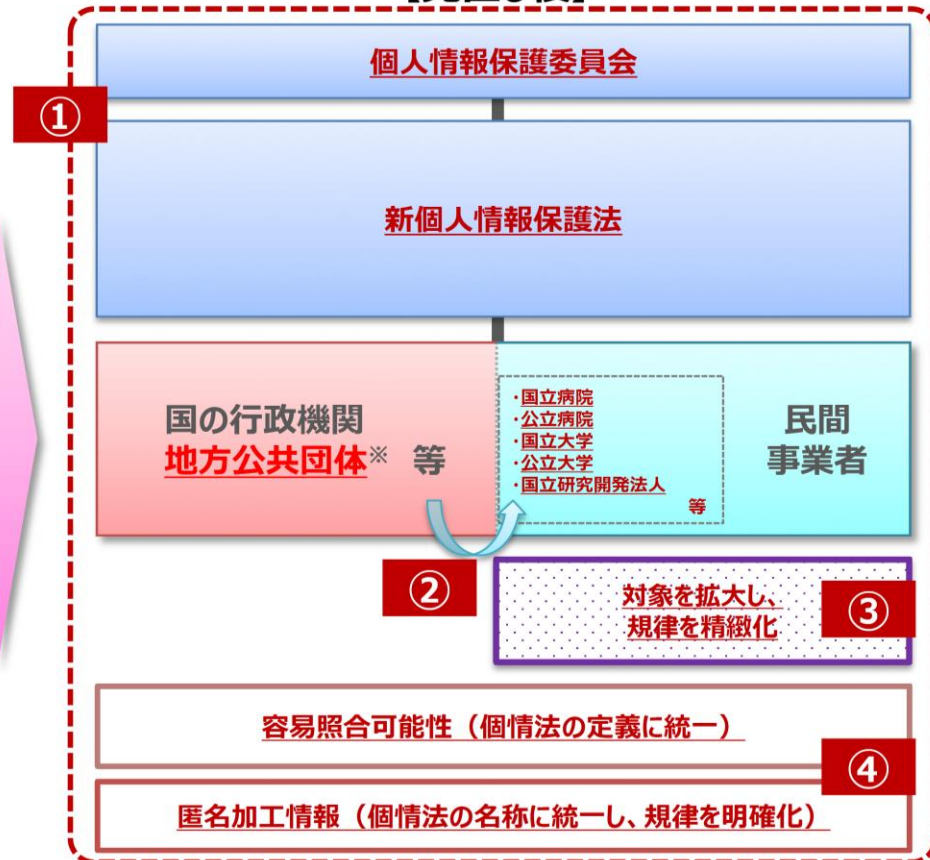 【見直し後】
①
個人情報保護委員会
新個人情報保護法
国の行政機関
地方公共団体※ 等
・国立病院
・公立病院
・国立大学
・公立大学
・国立研究開発法人
等
民間
事業者
②
対象を拡大し、
規律を精緻化
③
容易照合可能性（個情法の定義に統一）
④
匿名加工情報（個情法の名称に統一し、規律を明確化）